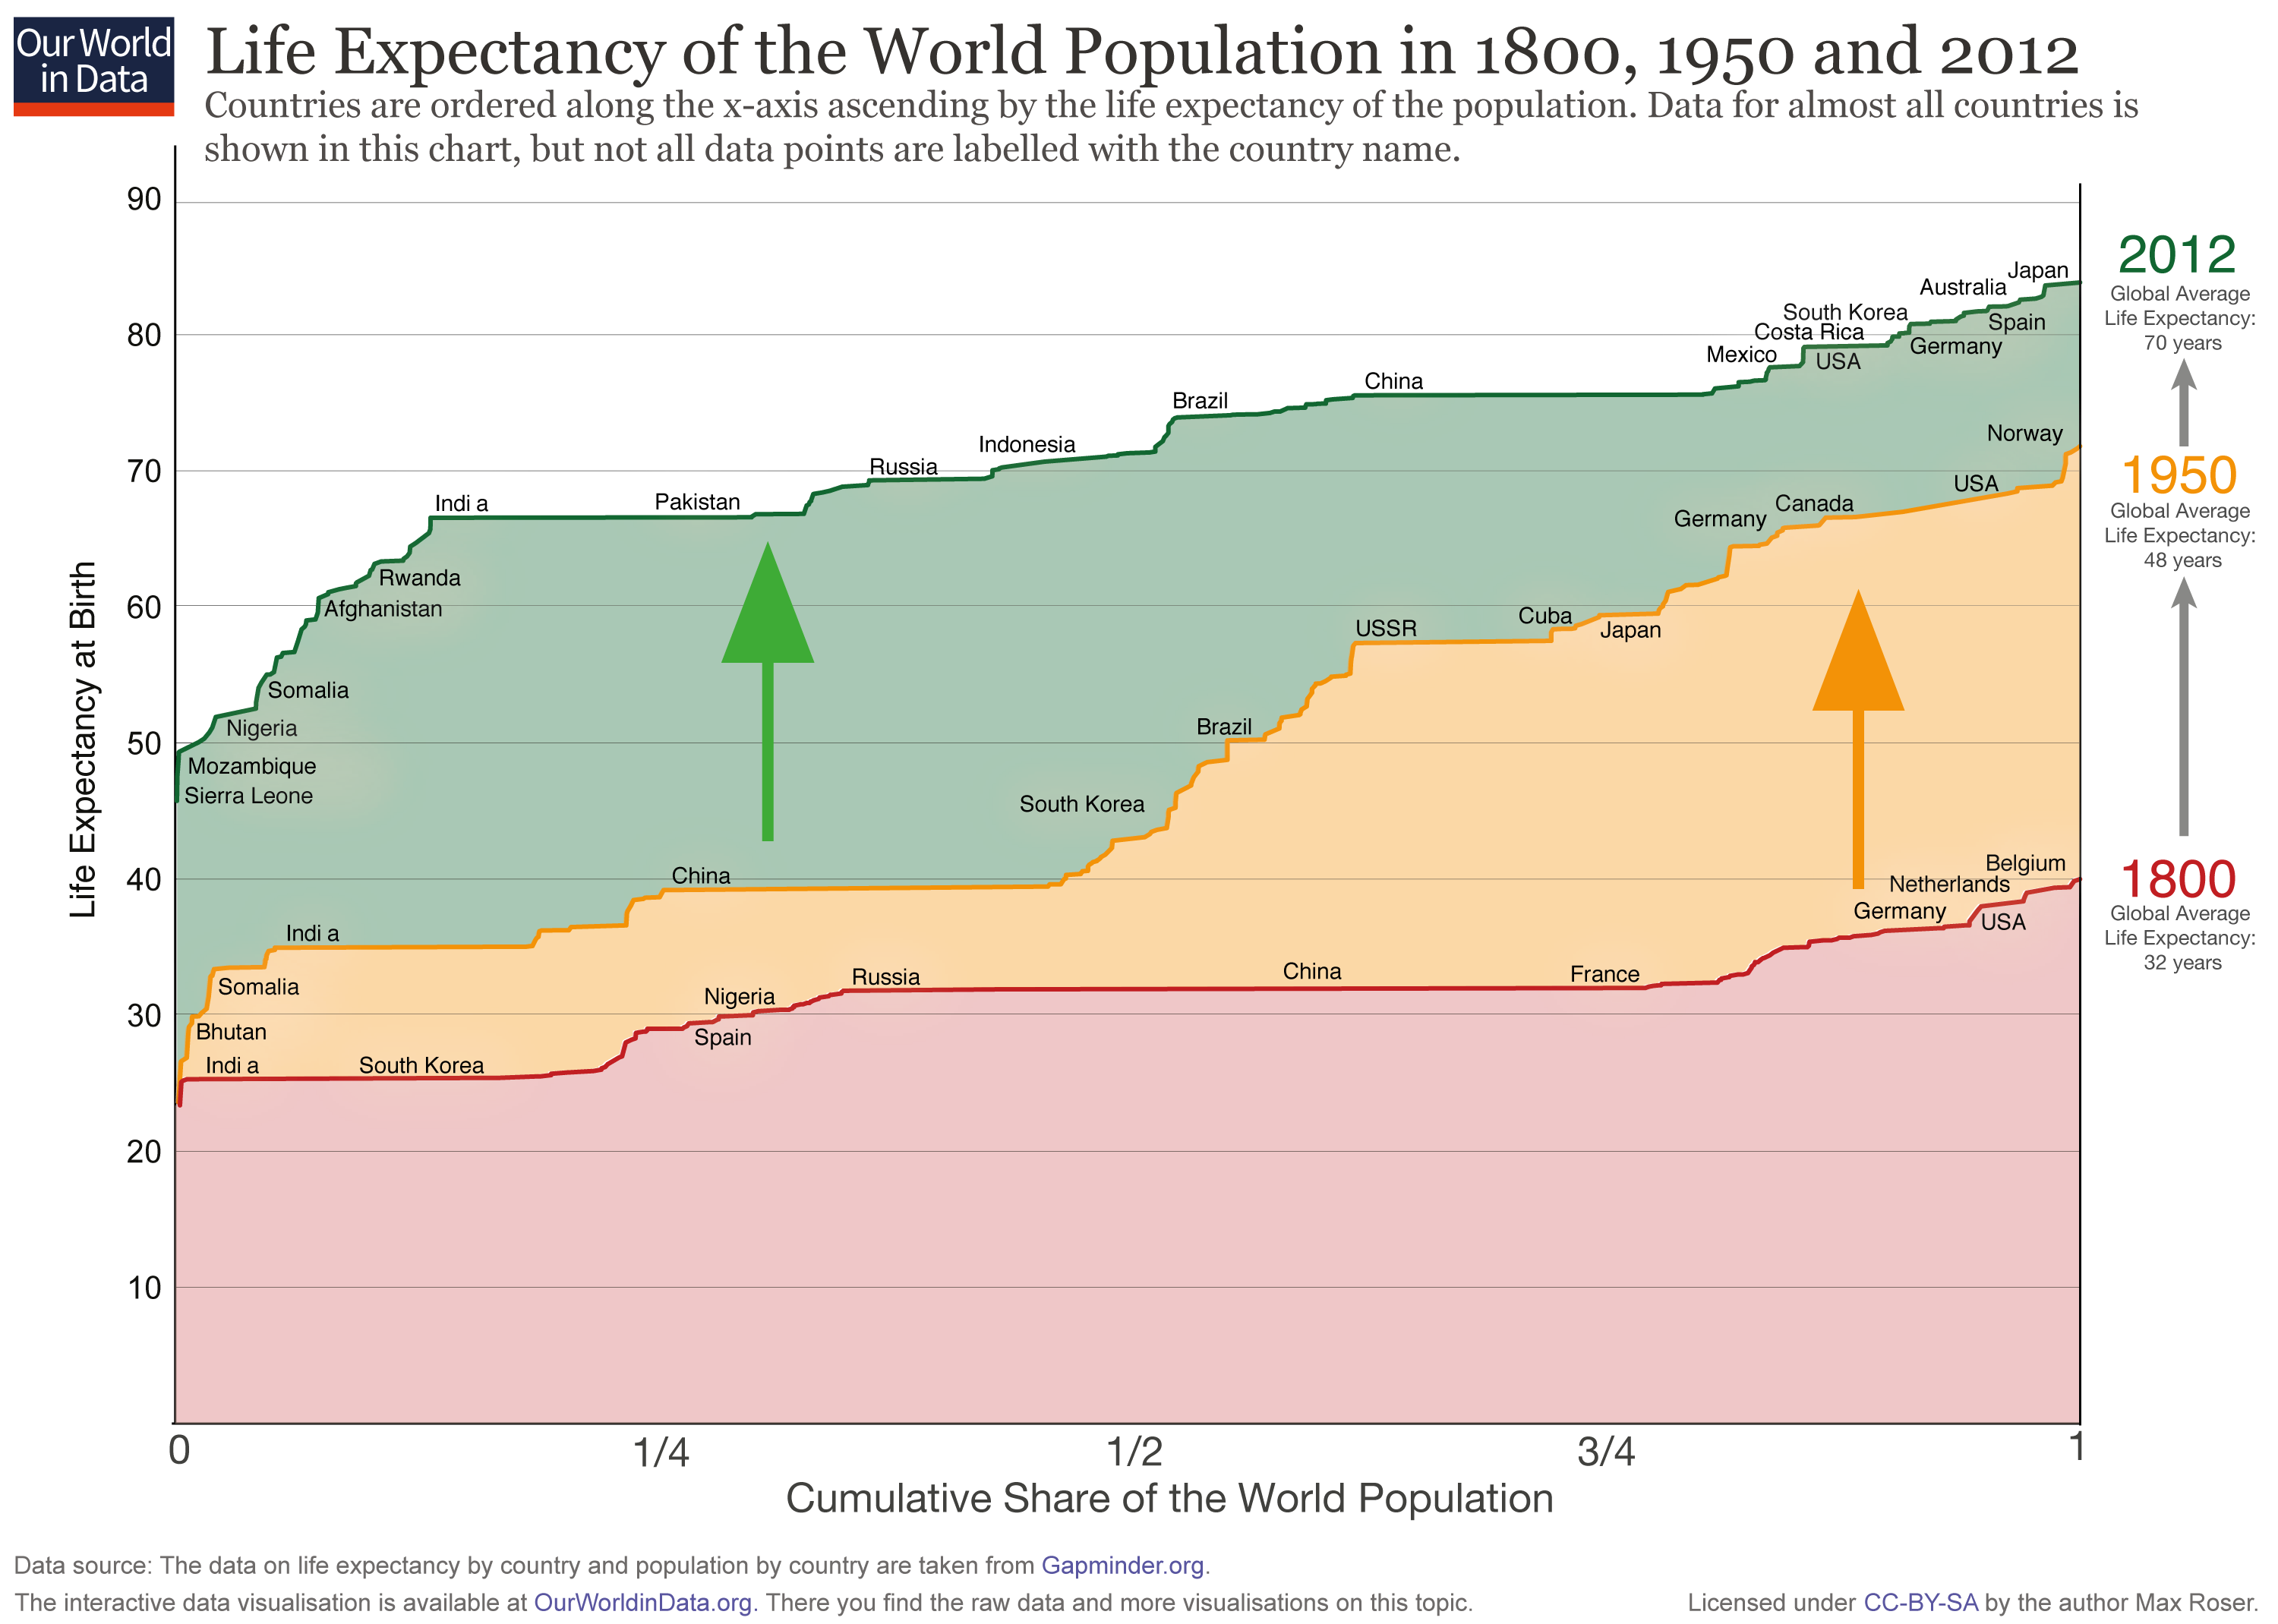 Our World
in Data
Life Expectancy of the World Population in 1800, 1950 and 2012
Countries are ordered along the x-axis ascending by the life expectancy of the population. Data for almost all countries is
shown in this chart, but not all data points are labelled with the country name.
Life Expectancy at Birth
90
80
70
60
50
40
30
20
10
Japan
Australia
South Korea
Spain
Costa Rica
Germany
Mexico
USA
China
Brazil
Indonesia
Russia
Pakistan
Indi a
Rwanda
Afghanistan
Somalia
Nigeria
Mozambique
Sierra Leone
Norway
USA
Canada
Germany
Cuba
Japan
USSR
Brazil
South Korea
China
Indi a
Somalia
Bhutan
Belgium
Netherlands
Germany
USA
France
China
Russia
Nigeria
Spain
South Korea
Indi a
2012
Global Average
Life Expectancy:
70 years
1950
Global Average
Life Expectancy:
48 years
1800
Global Average
Life Expectancy:
32 years
0
1/4
1/2
3/4
1
Cumulative Share of the World Population
Data source: The data on life expectancy by country and population by country are taken from Gapminder.org.
The interactive data visualisation is available at OurWorldinData.org. There you find the raw data and more visualisations on this topic.
Licensed under CC-BY-SA by the author Max Roser.